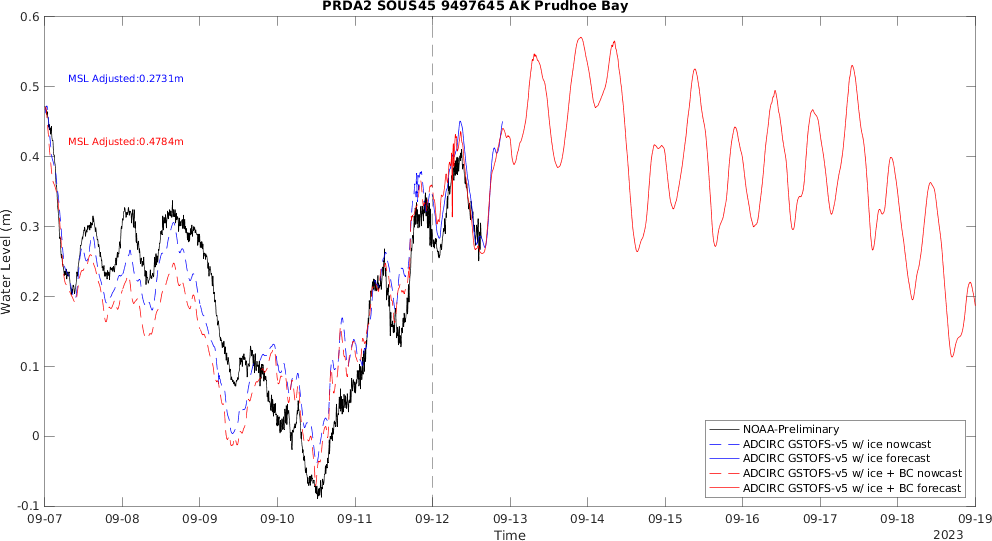 PRDA2 SOUS45 9497645 AK Prudhoe Bay
0.6
0.5
0.4
0.3
0.2
0.1
0
-0.1
Water Level (m)
MSL Adjusted:0.2731m
MSL Adjusted:0.4784m
NOAA-Preliminary
ADCIRC GSTOFS-v5 w/ ice nowcast
ADCIRC GSTOFS-v5 w/ ice forecast
ADCIRC GSTOFS-v5 w/ ice + BC nowcast
ADCIRC GSTOFS-v5 w/ ice + BC forecast
09-07 09-08 09-09 09-10 09-11 09-12 09-13 09-14 09-15 09-16 09-17 09-18 09-19
Time
2023